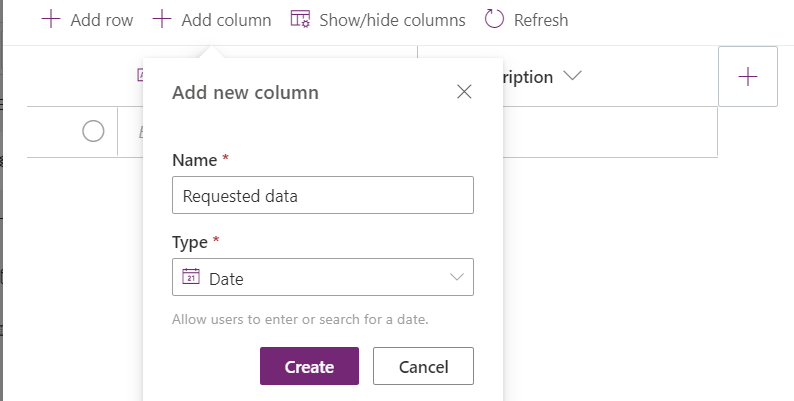 Add row Add column Show/hide columns Refresh
Add new column
ription
Name *
Requested data
Type *
21 Date
Allow users to enter or search for a date.
Create Cancel